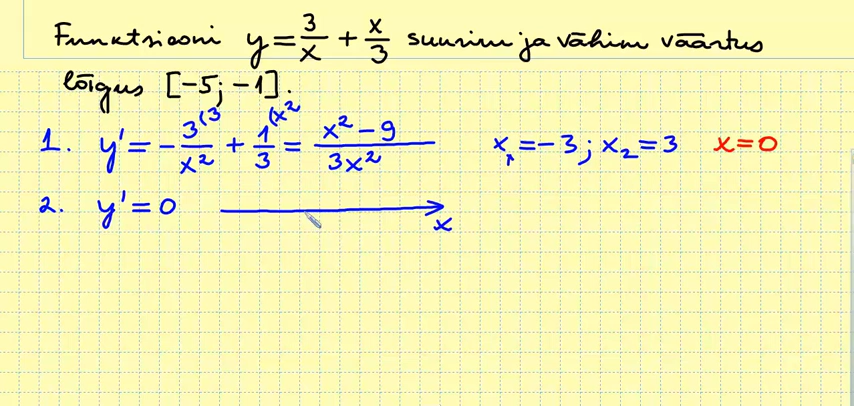 Funktsiooni y = 3/x + x/3 suurim ja vähim väärtus
lõigus [-5; -1].
1. y' = - 3⁽³/x² + 1⁽ˣ²/3 = (x² - 9)/(3x²) x₁ = -3; x₂ = 3 x = 0
2. y' = 0
x